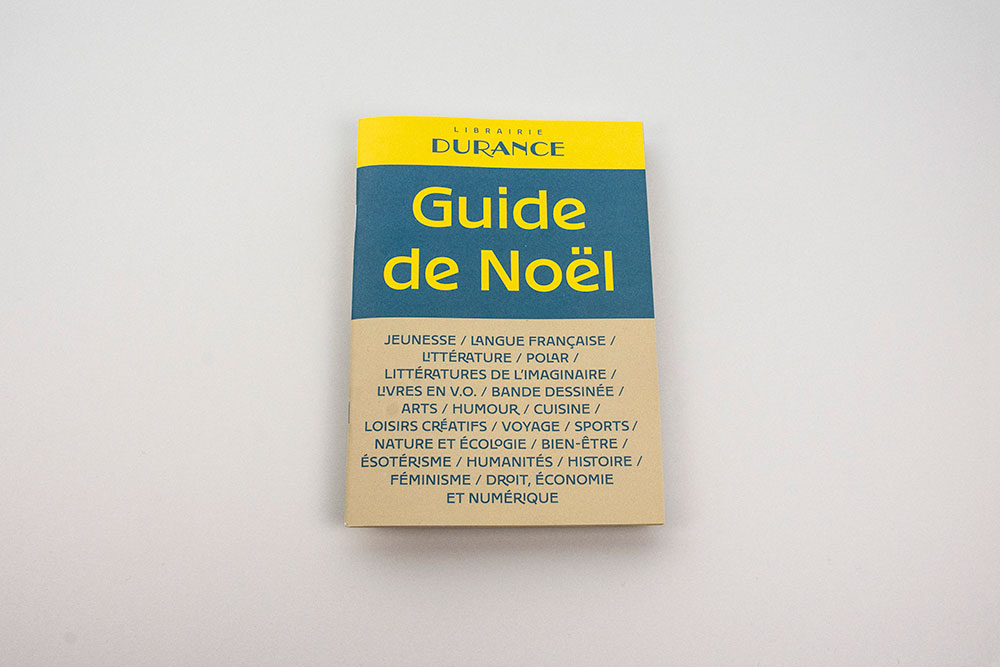 LIBRAIRIE
DURANCE
Guide
de Noël
JEUNESSE / LANGUE FRANÇAISE /
LITTÉRATURE / POLAR /
LITTÉRATURES DE L'IMAGINAIRE /
LIVRES EN V.O. / BANDE DESSINÉE /
ARTS / HUMOUR / CUISINE /
LOISIRS CRÉATIFS / VOYAGE / SPORTS /
NATURE ET ÉCOLOGIE / BIEN-ÊTRE /
ÉSOTÉRISME / HUMANITÉS / HISTOIRE /
FÉMINISME / DROIT, ÉCONOMIE
ET NUMÉRIQUE